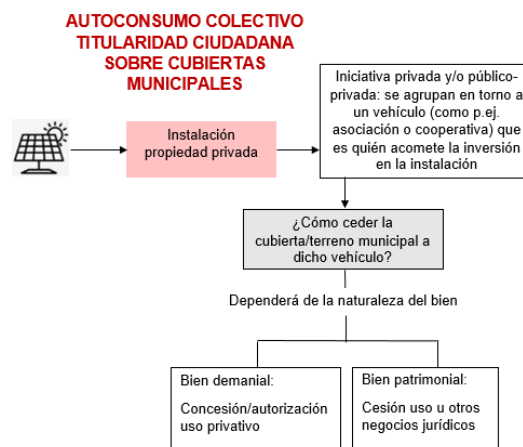 AUTOCONSUMO COLECTIVO
TITULARIDAD CIUDADANA
SOBRE CUBIERTAS
MUNICIPALES
Instalación
propiedad privada
Iniciativa privada y/o público-
privada: se agrupan en torno a
un vehículo (como p.ej.
asociación o cooperativa) que
es quién acomete la inversión
en la instalación
¿Cómo ceder la
cubierta/terreno municipal a
dicho vehículo?
Dependerá de la naturaleza del bien
Bien demanial:
Concesión/autorización
uso privativo
Bien patrimonial:
Cesión uso u otros
negocios jurídicos